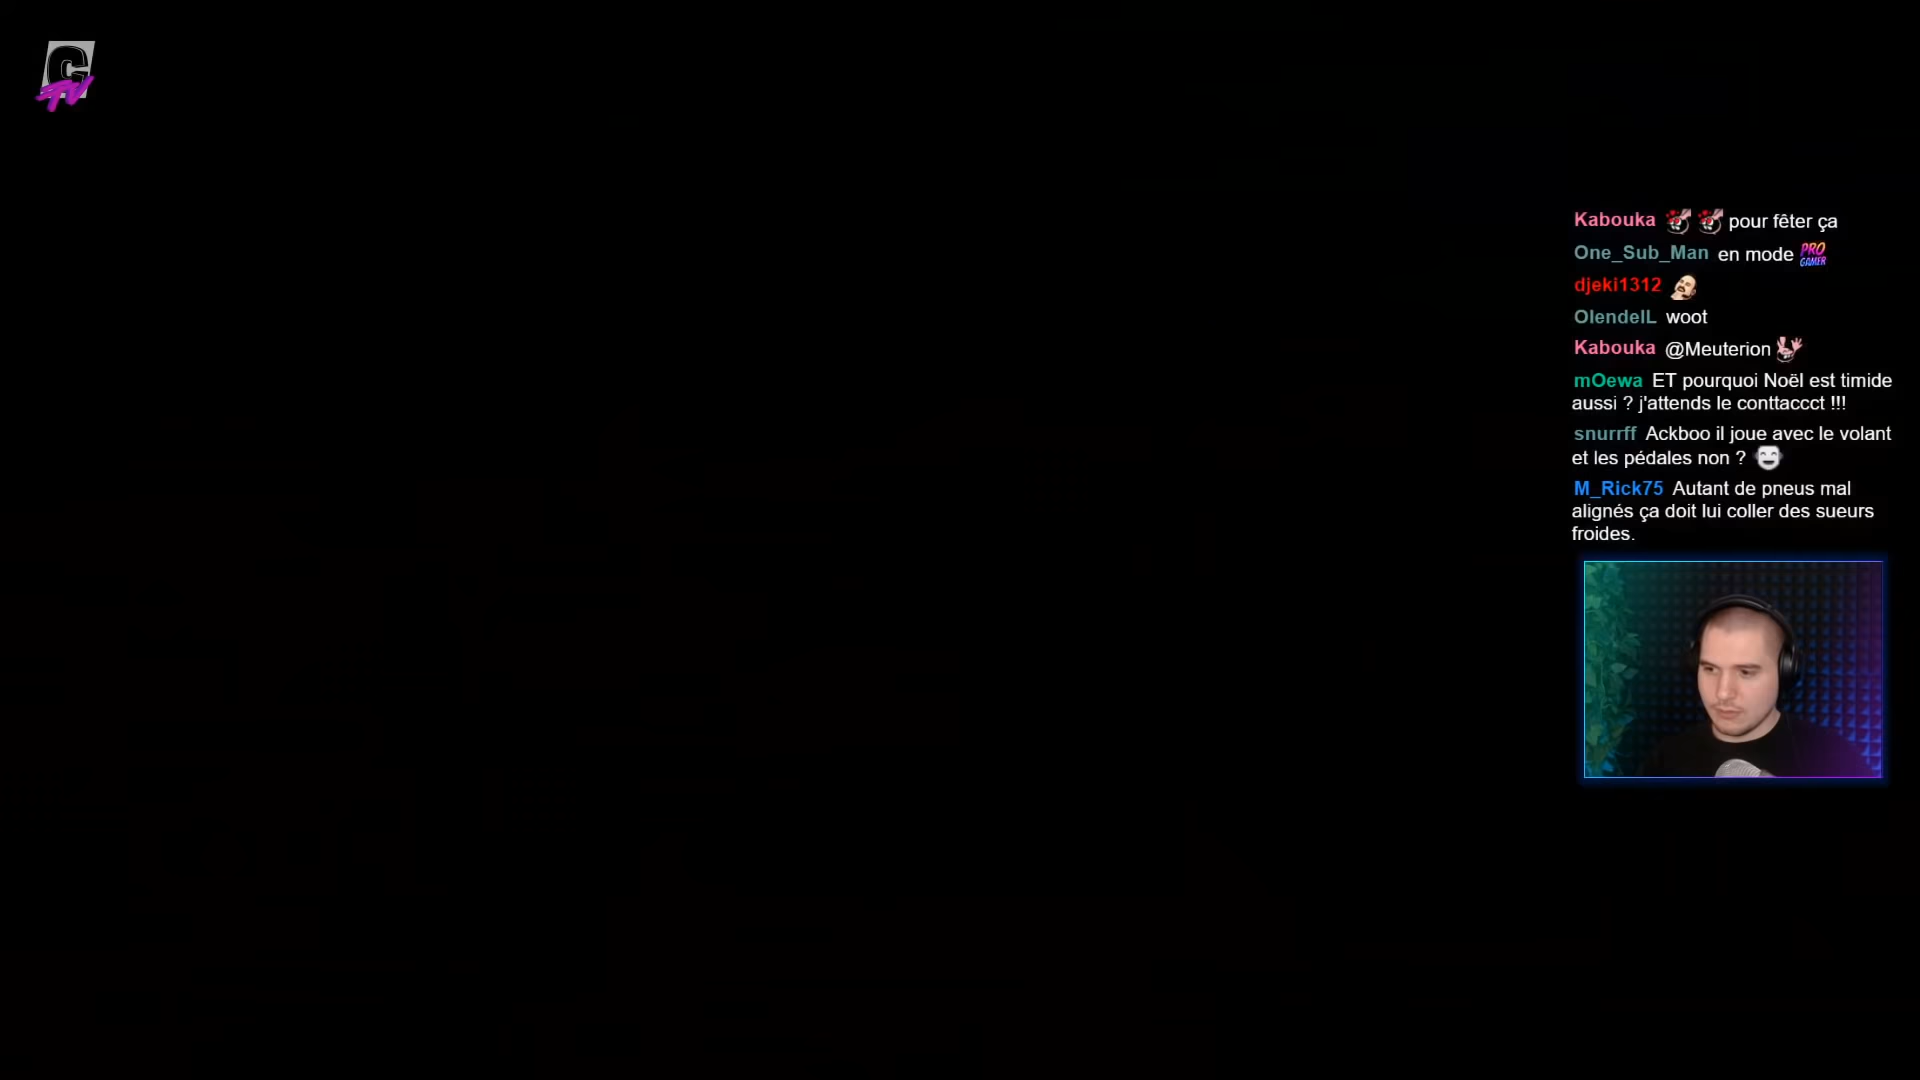 C
TV
Kabouka pour fêter ça
One_Sub_Man en mode PRO GAMER
djeki1312
OlendelL woot
Kabouka @Meuterion
mOewa ET pourquoi Noël est timide
aussi ? j'attends le conttaccct !!!
snurrff Ackboo il joue avec le volant
et les pédales non ?
M_Rick75 Autant de pneus mal
alignés ça doit lui coller des sueurs
froides.